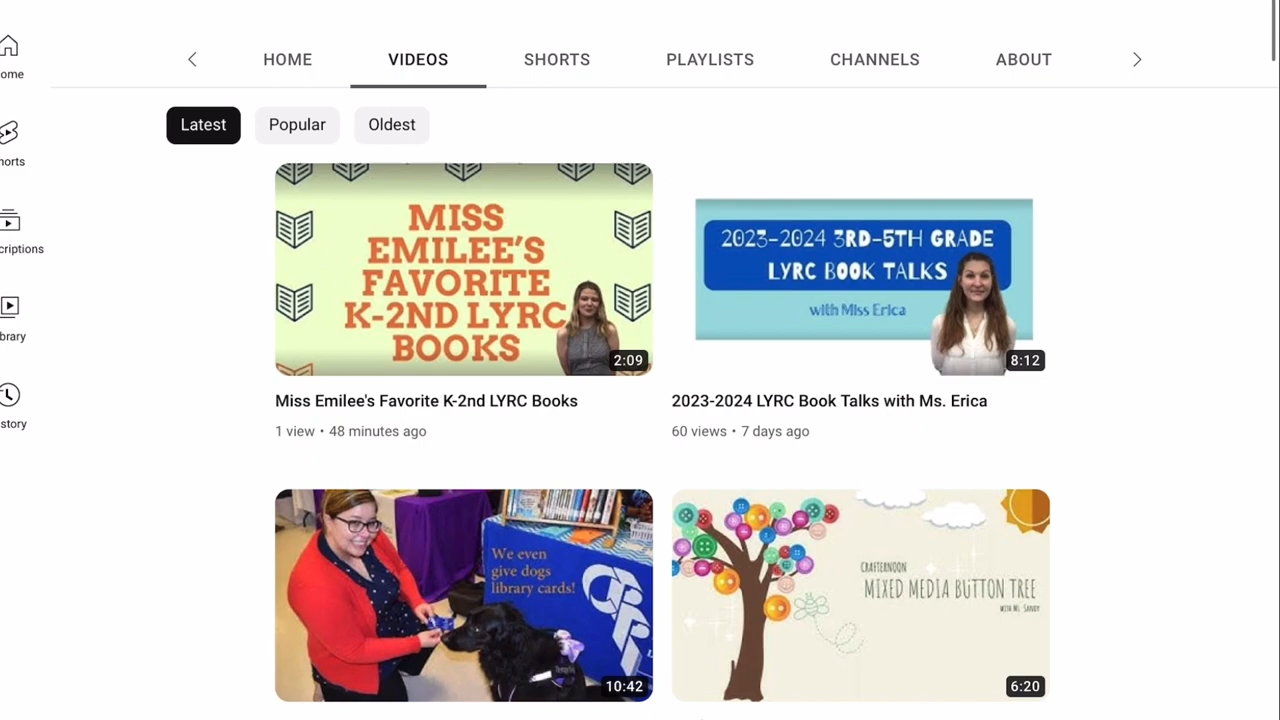 HOME VIDEOS SHORTS PLAYLISTS CHANNELS ABOUT
ome
horts
criptions
brary
story
Latest Popular Oldest
MISS
EMILEE'S
FAVORITE
K-2ND LYRC
BOOKS
2:09
2023-2024 3RD-5TH GRADE
LYRC BOOK TALKS
with Miss Erica
8:12
Miss Emilee's Favorite K-2nd LYRC Books
1 view • 48 minutes ago
2023-2024 LYRC Book Talks with Ms. Erica
60 views • 7 days ago
We even
give dogs
library cards!
10:42
CRAFTERNOON
MIXED MEDIA BUTTON TREE
WITH MS. SANDY
6:20